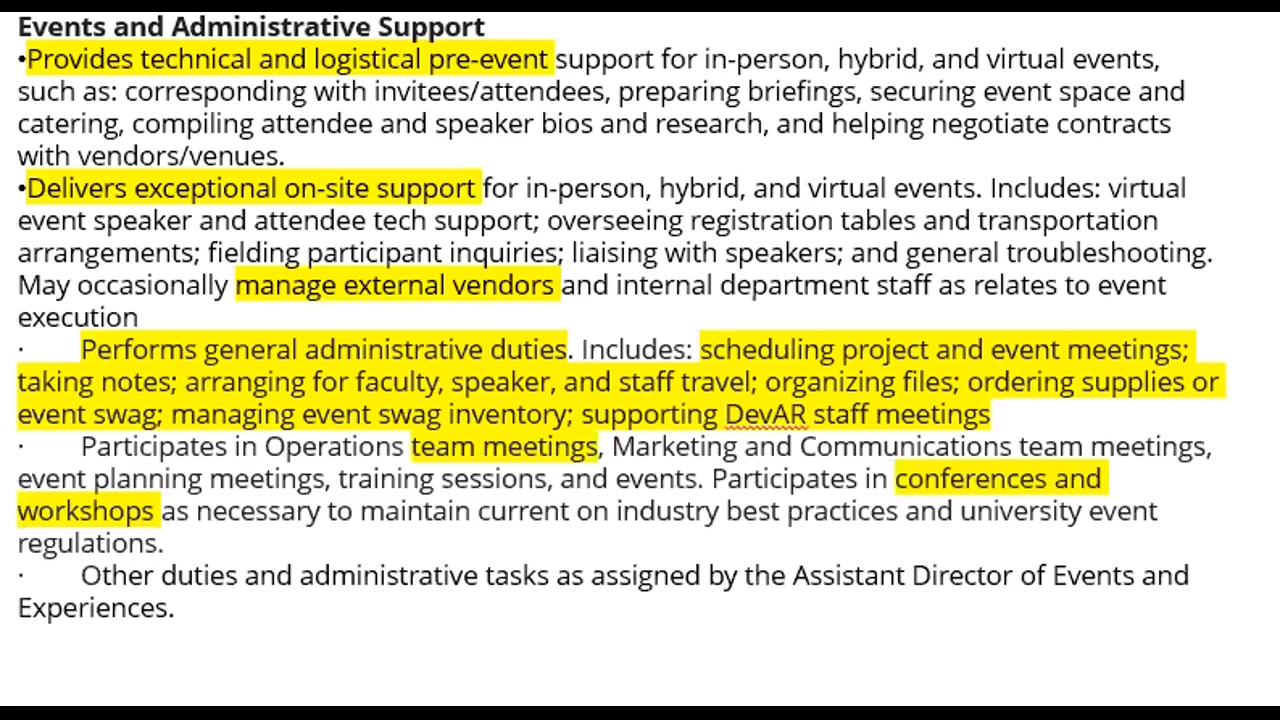 Events and Administrative Support
•Provides technical and logistical pre-event support for in-person, hybrid, and virtual events,
such as: corresponding with invitees/attendees, preparing briefings, securing event space and
catering, compiling attendee and speaker bios and research, and helping negotiate contracts
with vendors/venues.
•Delivers exceptional on-site support for in-person, hybrid, and virtual events. Includes: virtual
event speaker and attendee tech support; overseeing registration tables and transportation
arrangements; fielding participant inquiries; liaising with speakers; and general troubleshooting.
May occasionally manage external vendors and internal department staff as relates to event
execution
· Performs general administrative duties. Includes: scheduling project and event meetings;
taking notes; arranging for faculty, speaker, and staff travel; organizing files; ordering supplies or
event swag; managing event swag inventory; supporting DevAR staff meetings
· Participates in Operations team meetings, Marketing and Communications team meetings,
event planning meetings, training sessions, and events. Participates in conferences and
workshops as necessary to maintain current on industry best practices and university event
regulations.
· Other duties and administrative tasks as assigned by the Assistant Director of Events and
Experiences.